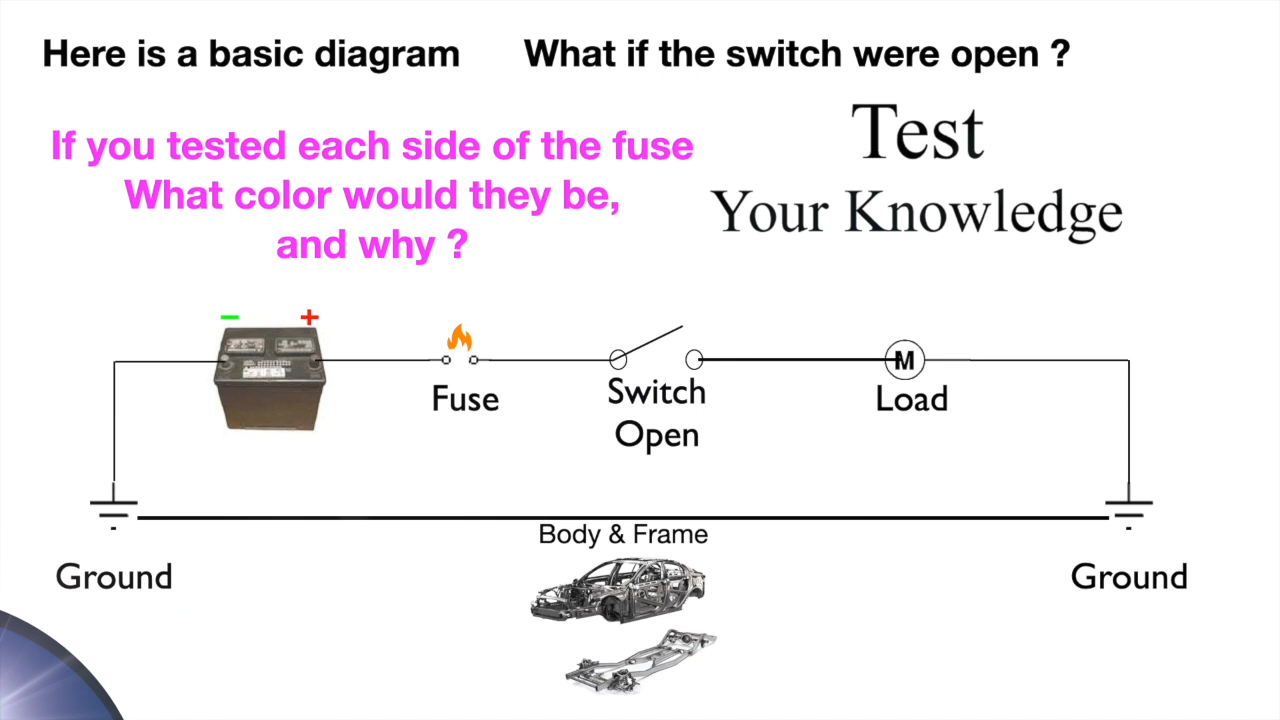 Here is a basic diagram
What if the switch were open ?
Test
Your Knowledge
If you tested each side of the fuse
What color would they be,
and why ?
− +
Fuse
Switch
Open
M
Load
Body & Frame
Ground
Ground